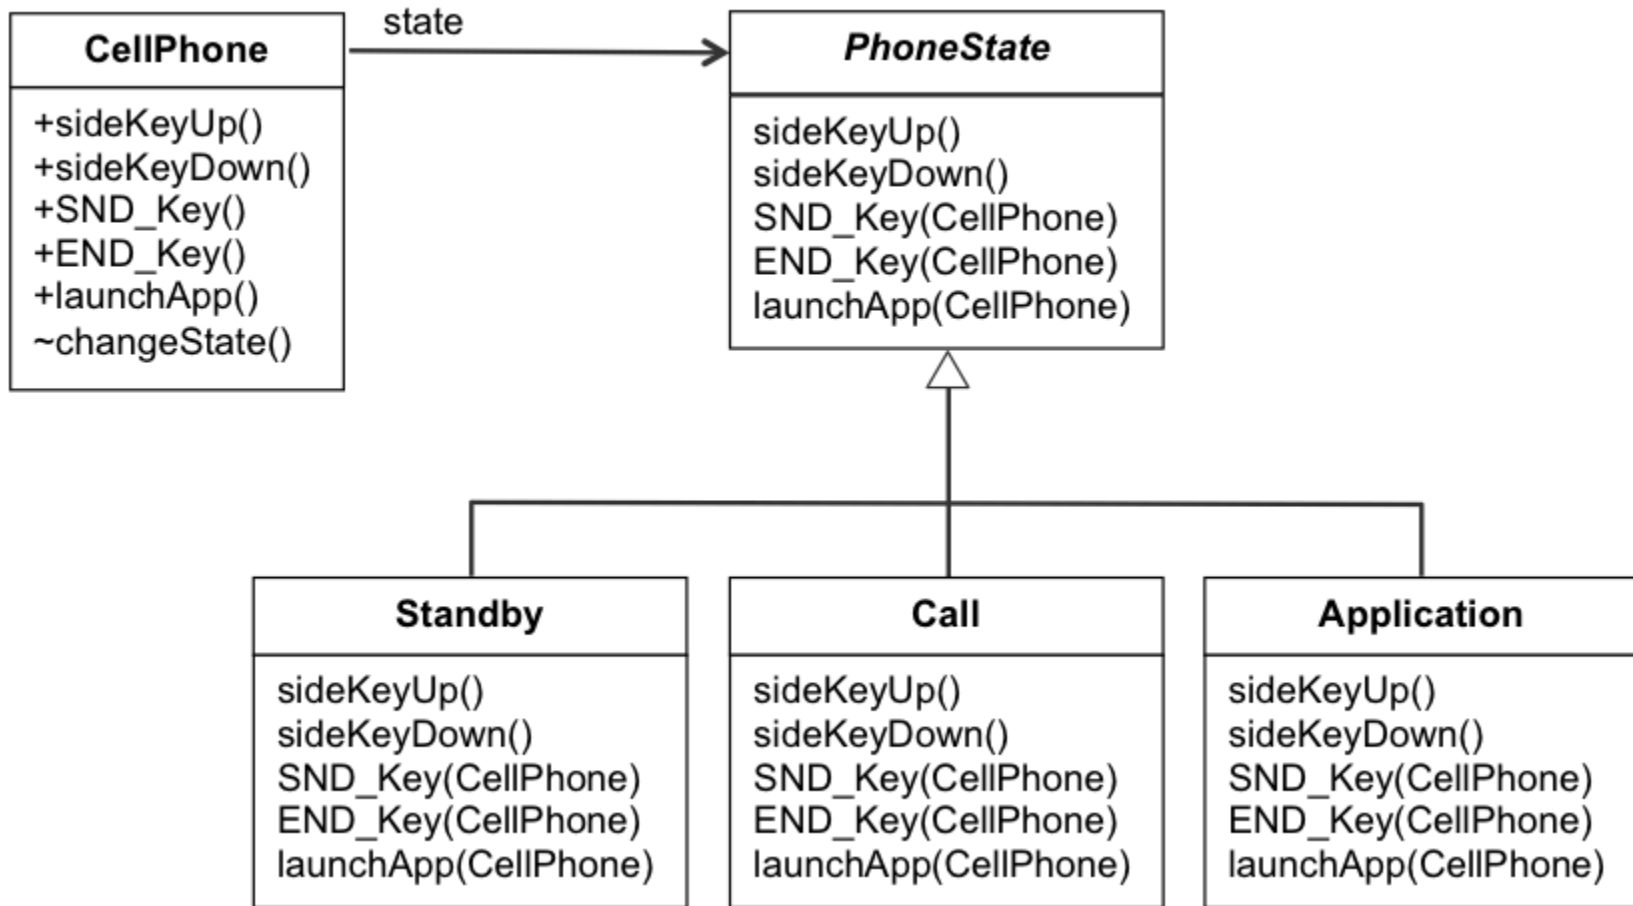 CellPhone
+sideKeyUp()
+sideKeyDown()
+SND_Key()
+END_Key()
+launchApp()
~changeState()
state
PhoneState
sideKeyUp()
sideKeyDown()
SND_Key(CellPhone)
END_Key(CellPhone)
launchApp(CellPhone)
Standby
sideKeyUp()
sideKeyDown()
SND_Key(CellPhone)
END_Key(CellPhone)
launchApp(CellPhone)
Call
sideKeyUp()
sideKeyDown()
SND_Key(CellPhone)
END_Key(CellPhone)
launchApp(CellPhone)
Application
sideKeyUp()
sideKeyDown()
SND_Key(CellPhone)
END_Key(CellPhone)
launchApp(CellPhone)